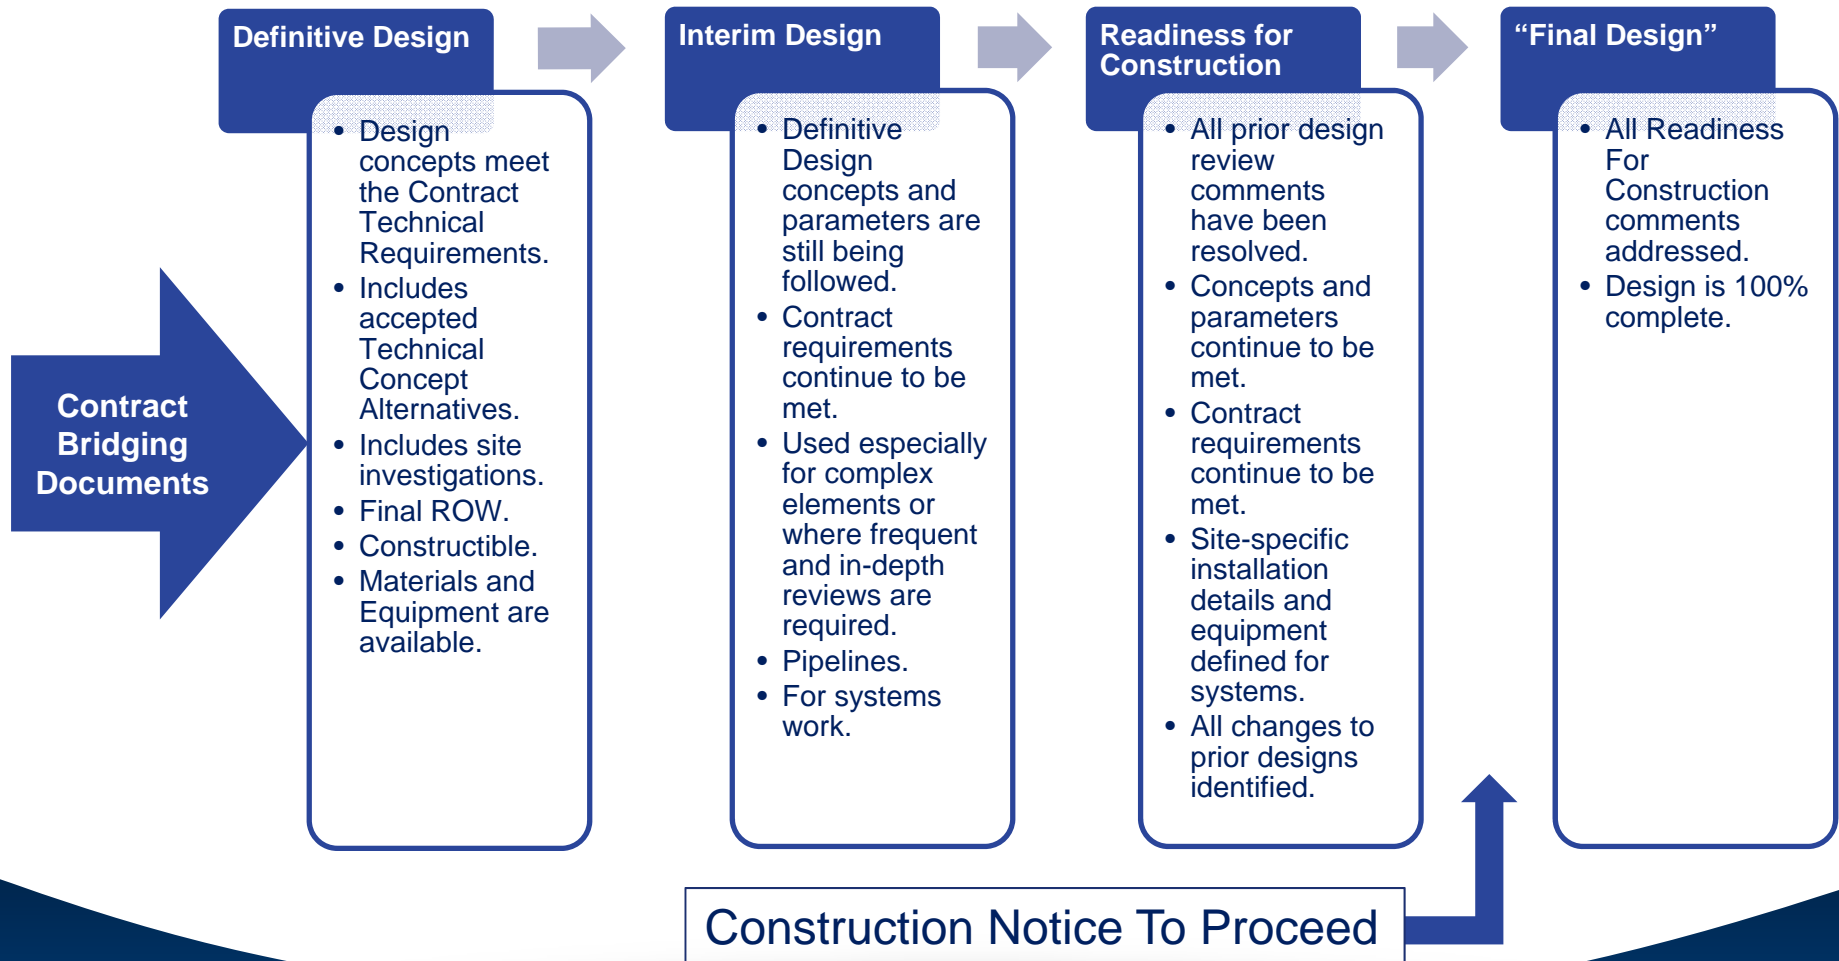 Contract
Bridging
Documents
Definitive Design
• Design
concepts meet
the Contract
Technical
Requirements.
• Includes
accepted
Technical
Concept
Alternatives.
• Includes site
investigations.
• Final ROW.
• Constructible.
• Materials and
Equipment are
available.
Interim Design
• Definitive
Design
concepts and
parameters are
still being
followed.
• Contract
requirements
continue to be
met.
• Used especially
for complex
elements or
where frequent
and in-depth
reviews are
required.
• Pipelines.
• For systems
work.
Readiness for
Construction
• All prior design
review
comments
have been
resolved.
• Concepts and
parameters
continue to be
met.
• Contract
requirements
continue to be
met.
• Site-specific
installation
details and
equipment
defined for
systems.
• All changes to
prior designs
identified.
“Final Design”
• All Readiness
For
Construction
comments
addressed.
• Design is 100%
complete.
Construction Notice To Proceed